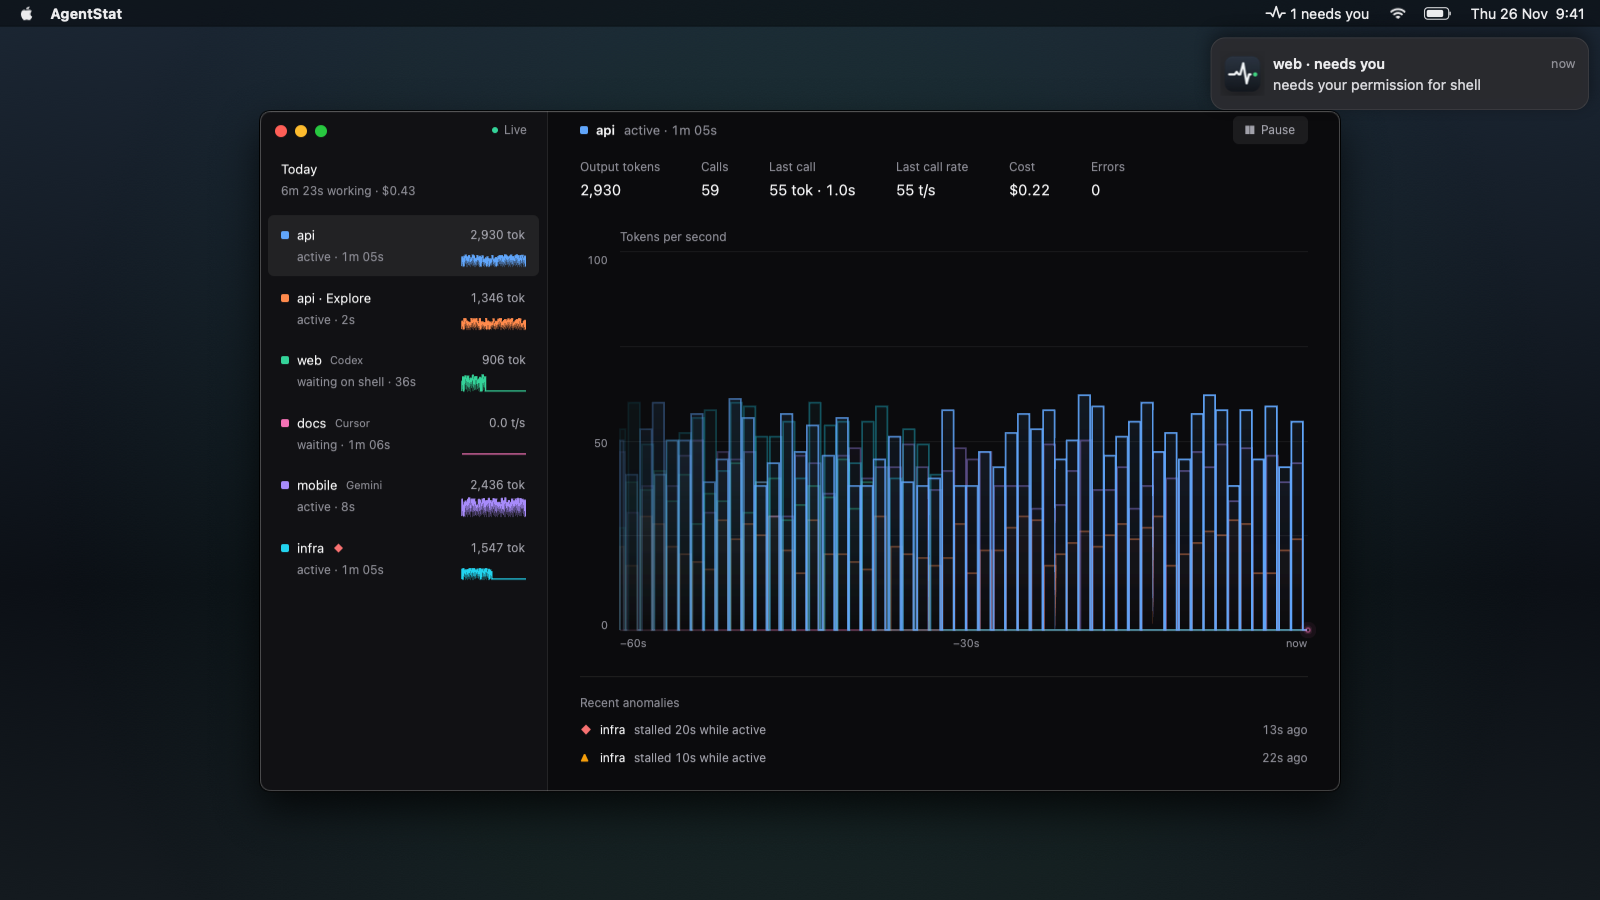 AgentStat
1 needs you
Thu 26 Nov 9:41
web · needs you
now
needs your permission for shell
Live
Today
6m 23s working · $0.43
api
2,930 tok
active · 1m 05s
api · Explore
1,346 tok
active · 2s
web Codex
906 tok
waiting on shell · 36s
docs Cursor
0.0 t/s
waiting · 1m 06s
mobile Gemini
2,436 tok
active · 8s
infra
1,547 tok
active · 1m 05s
api active · 1m 05s
Pause
Output tokens
2,930
Calls
59
Last call
55 tok · 1.0s
Last call rate
55 t/s
Cost
$0.22
Errors
0
Tokens per second
100
50
0
−60s
−30s
now
Recent anomalies
infra stalled 20s while active
13s ago
infra stalled 10s while active
22s ago